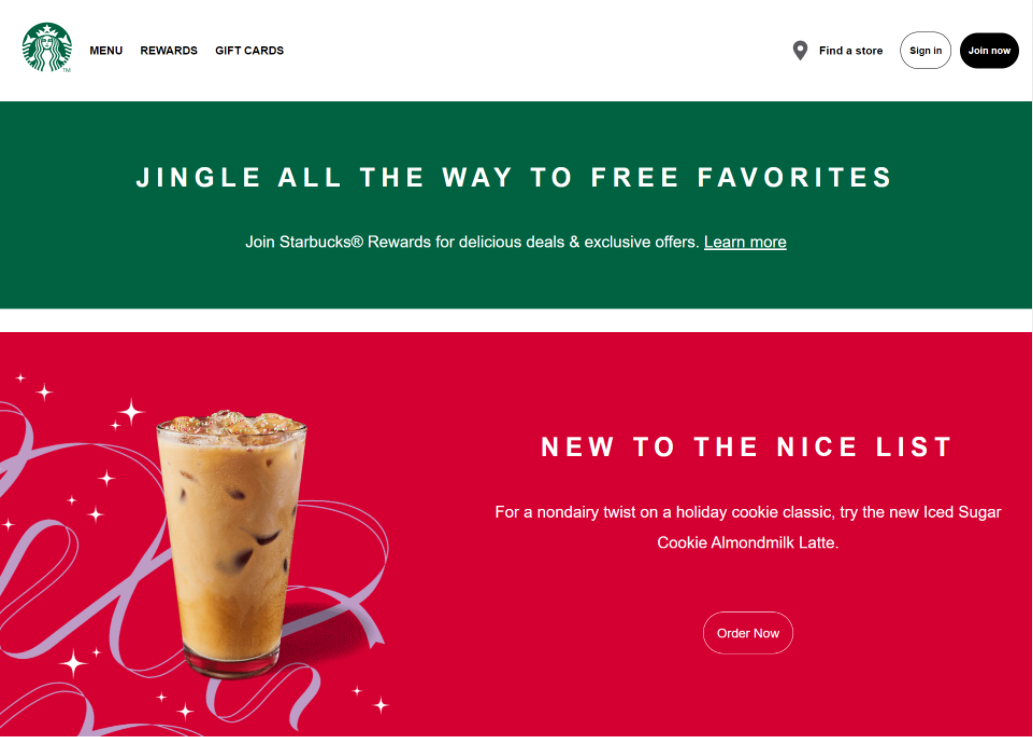 TM
MENU
REWARDS
GIFT CARDS
Find a store
Sign in
Join now
JINGLE ALL THE WAY TO FREE FAVORITES
Join Starbucks® Rewards for delicious deals & exclusive offers. Learn more
NEW TO THE NICE LIST
For a nondairy twist on a holiday cookie classic, try the new Iced Sugar
Cookie Almondmilk Latte.
Order Now